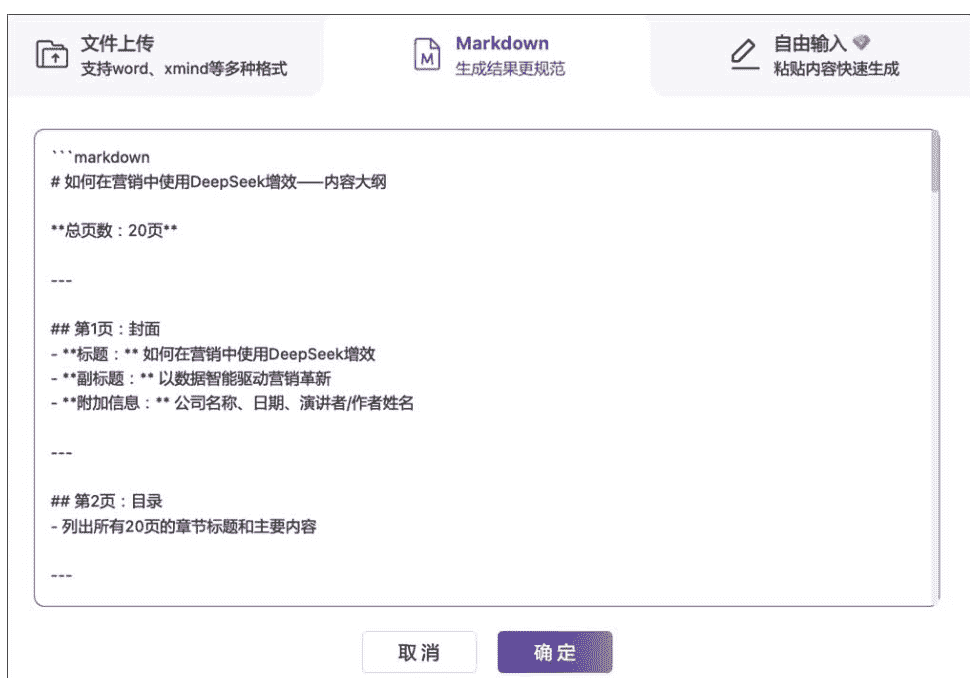 文件上传
支持word、xmind等多种格式
Markdown
生成结果更规范
自由输入
粘贴内容快速生成
```markdown
# 如何在营销中使用DeepSeek增效——内容大纲
**总页数：20页**
---
## 第1页：封面
- **标题：** 如何在营销中使用DeepSeek增效
- **副标题：** 以数据智能驱动营销革新
- **附加信息：** 公司名称、日期、演讲者/作者姓名
---
## 第2页：目录
- 列出所有20页的章节标题和主要内容
---
取消
确定